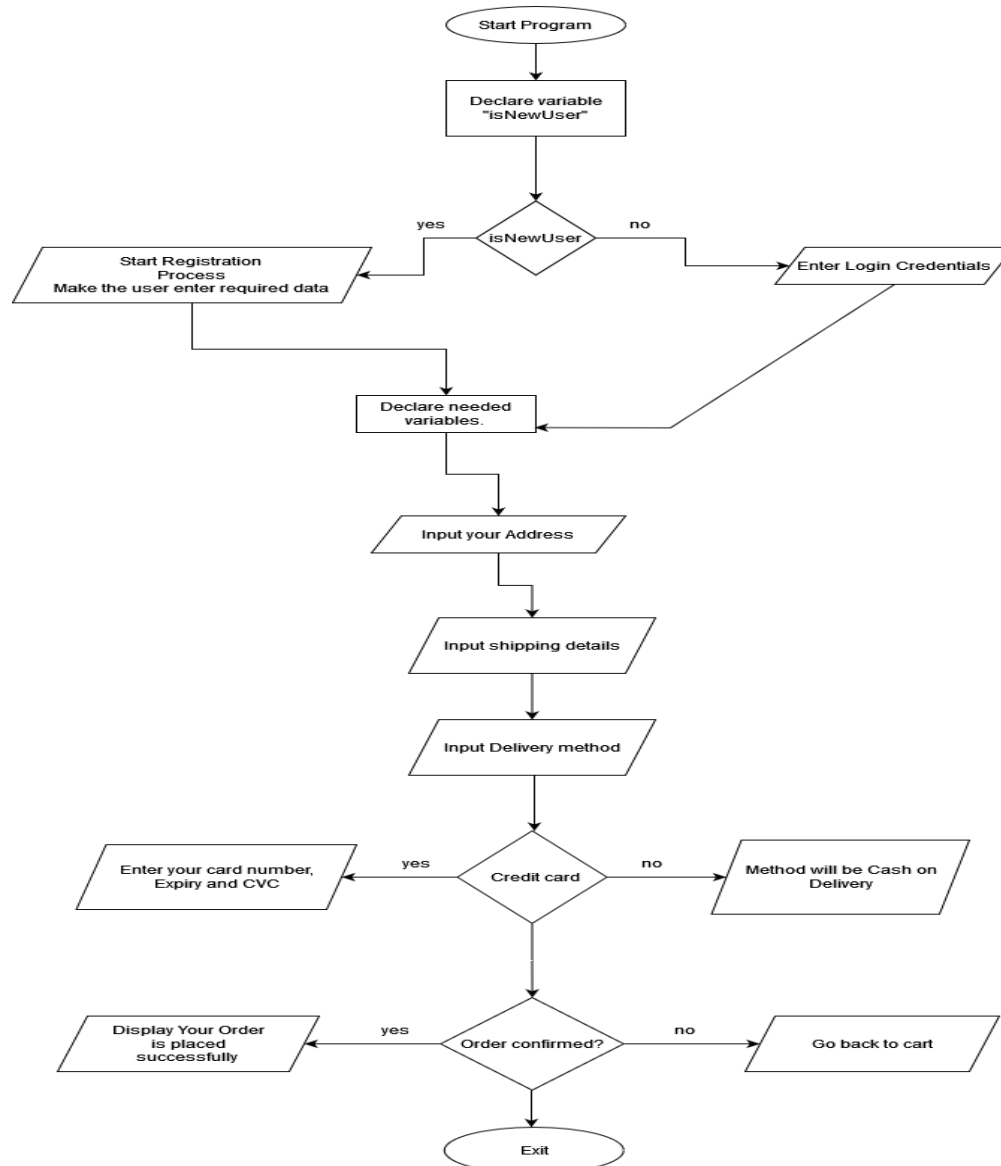 Start Program
Declare variable
"isNewUser"
yes
no
isNewUser
Start Registration
Process
Make the user enter required data
Enter Login Credentials
Declare needed
variables.
Input your Address
Input shipping details
Input Delivery method
Enter your card number,
Expiry and CVC
yes
Credit card
no
Method will be Cash on
Delivery
Display Your Order
is placed
successfully
yes
Order confirmed?
no
Go back to cart
Exit